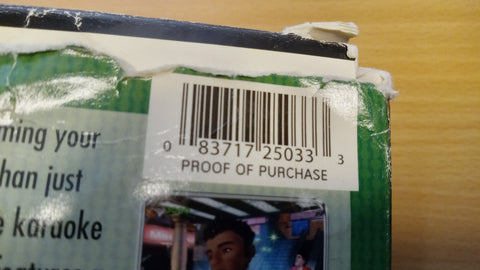 0 83717 25033 3
PROOF OF PURCHASE
ming your
han just
karaoke